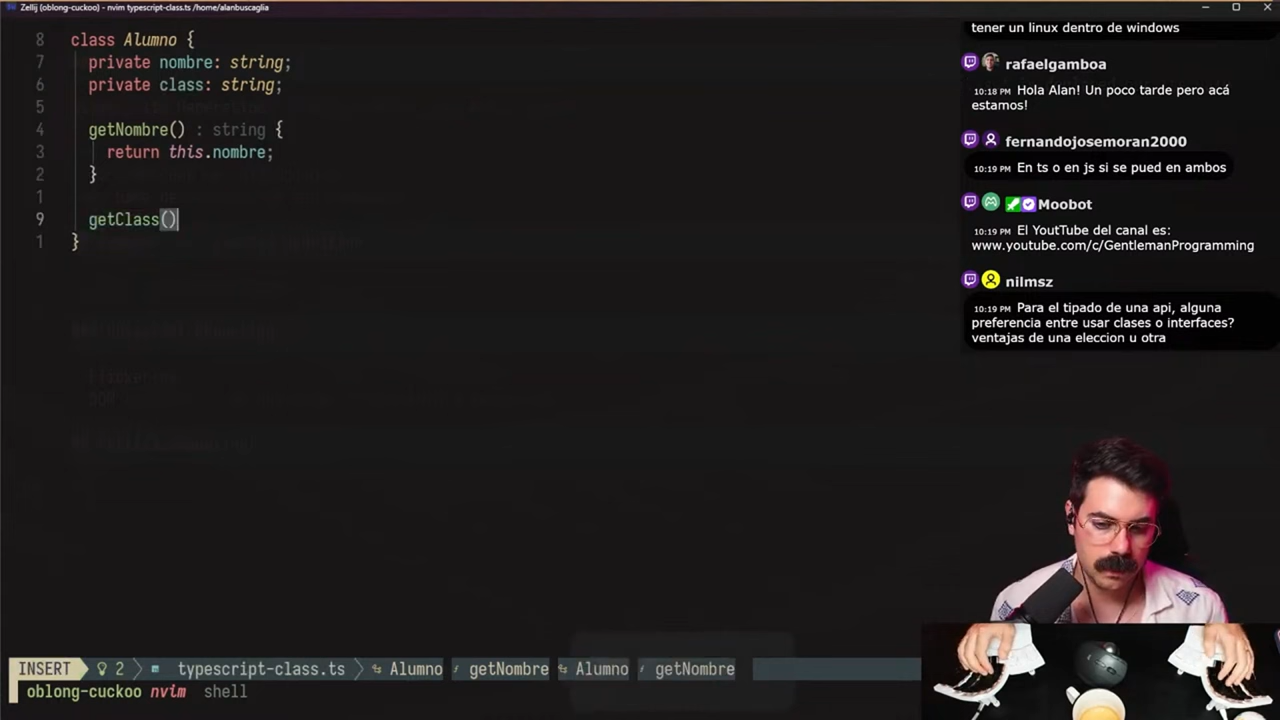 Zellij (oblong-cuckoo) - nvim typescript-class.ts /home/alanbuscaglia
8 class Alumno {
7 private nombre: string;
6 private class: string;
5
4 getNombre() : string {
3 return this.nombre;
2 }
1
9 getClass()
1 }
INSERT 2 typescript-class.ts Alumno getNombre Alumno getNombre
oblong-cuckoo nvim shell
tener un linux dentro de windows
rafaelgamboa
10:18 PM Hola Alan! Un poco tarde pero acá
estamos!
fernandojosemoran2000
10:19 PM En ts o en js si se pued en ambos
Moobot
10:19 PM El YoutTube del canal es:
www.youtube.com/c/GentlemanProgramming
nilmsz
10:19 PM Para el tipado de una api, alguna
preferencia entre usar clases o interfaces?
ventajas de una eleccion u otra